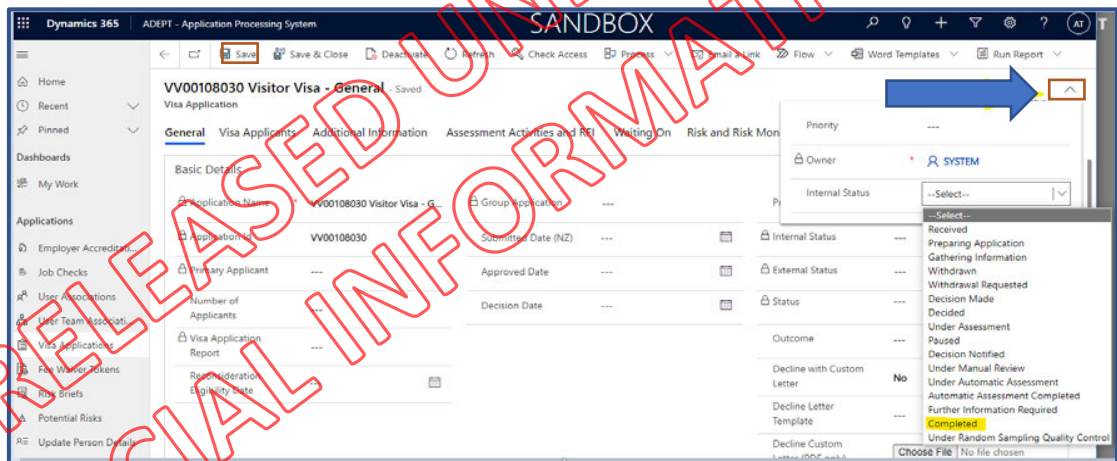 Dynamics 365 ADEPT - Application Processing System SANDBOX AT T
Save Save & Close Deactivate Refresh Check Access Process Email a Link Flow Word Templates Run Report
Home
Recent
Pinned
Dashboards
My Work
Applications
Employer Accreditati...
Job Checks
User Associations
User Team Associati...
Visa Applications
Fee Waiver Tokens
Risk Briefs
Potential Risks
Update Person Details
VV00108030 Visitor Visa - General - Saved
Visa Application
General Visa Applicants Additional Information Assessment Activities and RFI Waiting On Risk and Risk Mon
Basic Details
Application Name * VV00108030 Visitor Visa - G...
Application Id VV00108030
Primary Applicant ---
Number of
Applicants ---
Visa Application
Report ---
Reconsideration
Eligibility Date ---
Group Application ---
Submitted Date (NZ) ---
Approved Date ---
Decision Date ---
Internal Status ---
External Status ---
Status ---
Outcome ---
Decline with Custom
Letter No
Decline Letter
Template ---
Decline Custom
Letter (PDF only) Choose File No file chosen
Priority ---
Owner * SYSTEM
Internal Status --Select--
--Select--
Received
Preparing Application
Gathering Information
Withdrawn
Withdrawal Requested
Decision Made
Decided
Under Assessment
Paused
Decision Notified
Under Manual Review
Under Automatic Assessment
Automatic Assessment Completed
Further Information Required
Completed
Under Random Sampling Quality Control
RELEASED UN
CIAL INFORMAT